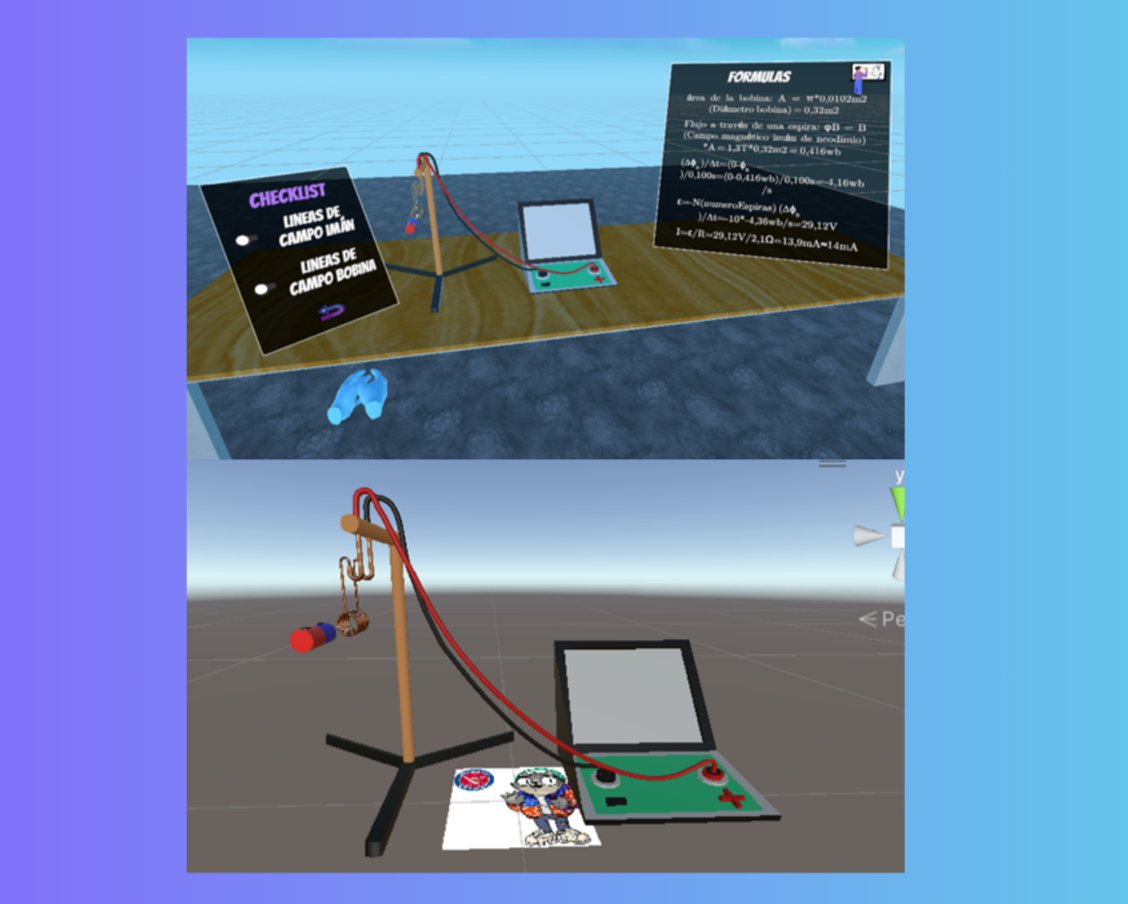 CHECKLIST
LINEAS DE
CAMPO IMÁN
LINEAS DE
CAMPO BOBINA
FORMULAS
área de la bobina: A = π*0,0102m2
(Diámetro bobina) = 0,32m2
Flujo a través de una espira: φB = B
(Campo magnético imán de neodimio)
*A = 1,3T*0,32m2 = 0,416wb
(Δϕ)/Δt=(0-ϕ
)/0,100s=(0-0,416wb)/0,100s=-4,16wb
/s
ε=-N(numeroEspiras) (Δϕ
)/Δt=-10*-4,36wb/s=29,12V
I=ε/R=29,12V/2,1Ω=13,9mA≈14mA
y
< Pe